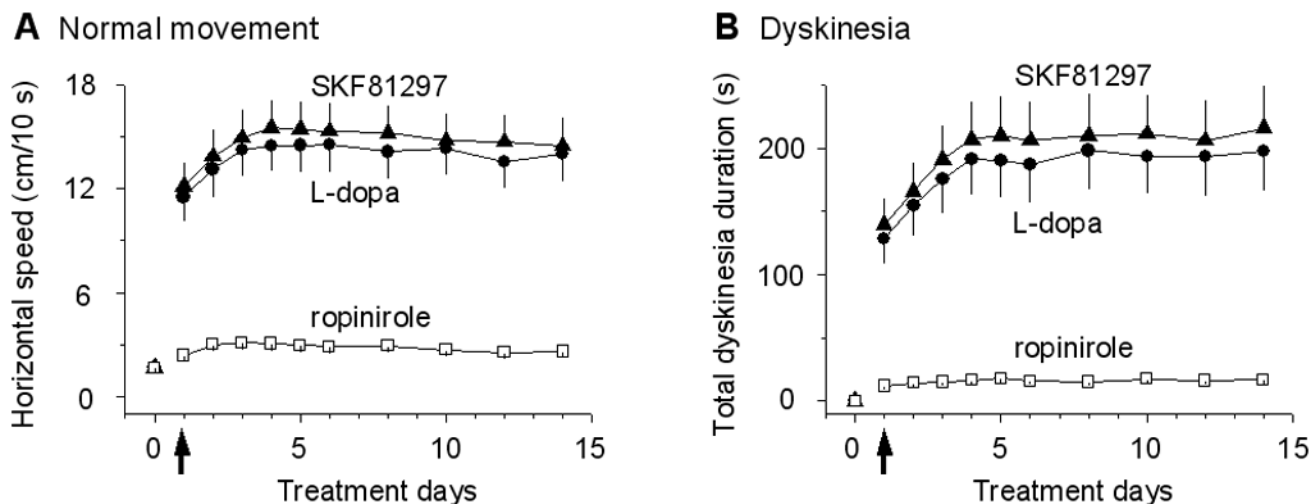 A Normal movement
Horizontal speed (cm/10 s)
18
12
6
0
SKF81297
L-dopa
ropinirole
0 5 10 15
Treatment days
B Dyskinesia
Total dyskinesia duration (s)
200
100
0
SKF81297
L-dopa
ropinirole
0 5 10 15
Treatment days